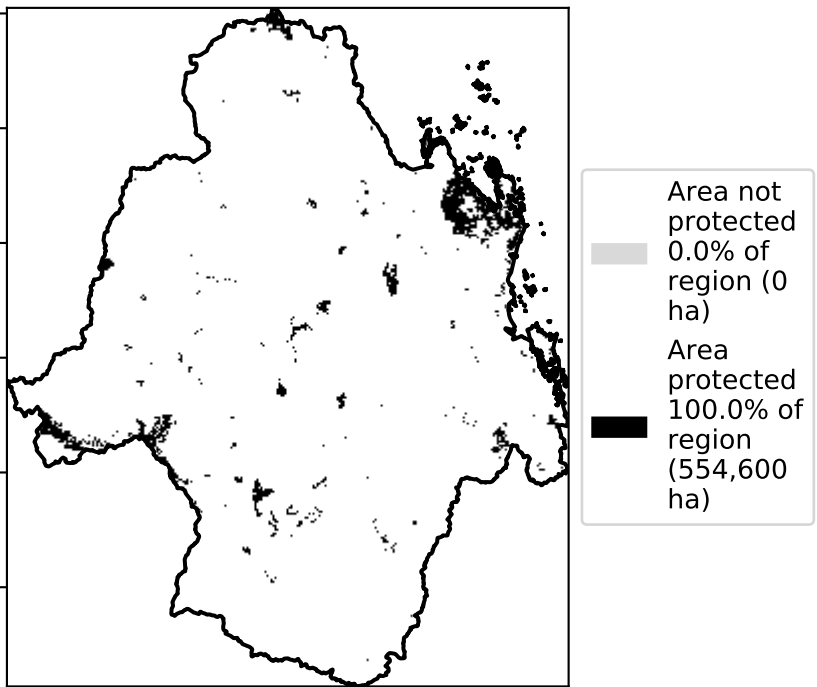 Area not
protected
0.0% of
region (0
ha)
Area
protected
100.0% of
region
(554,600
ha)